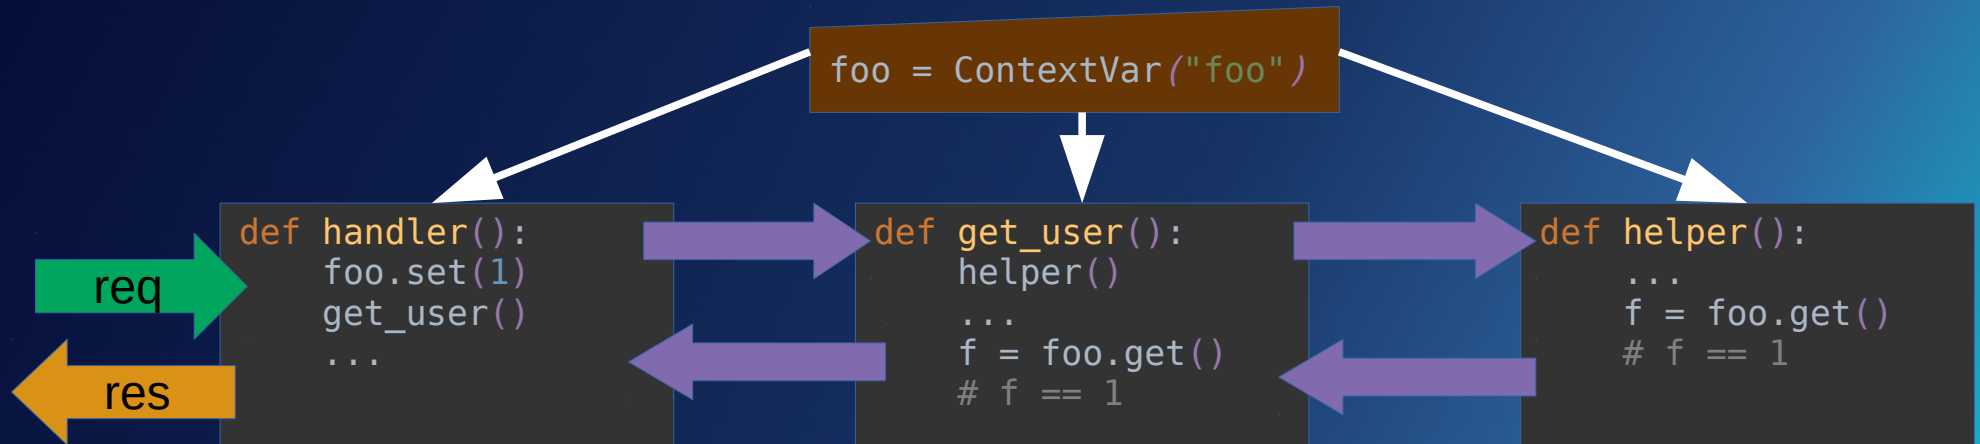 foo = ContextVar("foo")
req
res
def handler():
    foo.set(1)
    get_user()
    ...
def get_user():
    helper()
    ...
    f = foo.get()
    # f == 1
def helper():
    ...
    f = foo.get()
    # f == 1